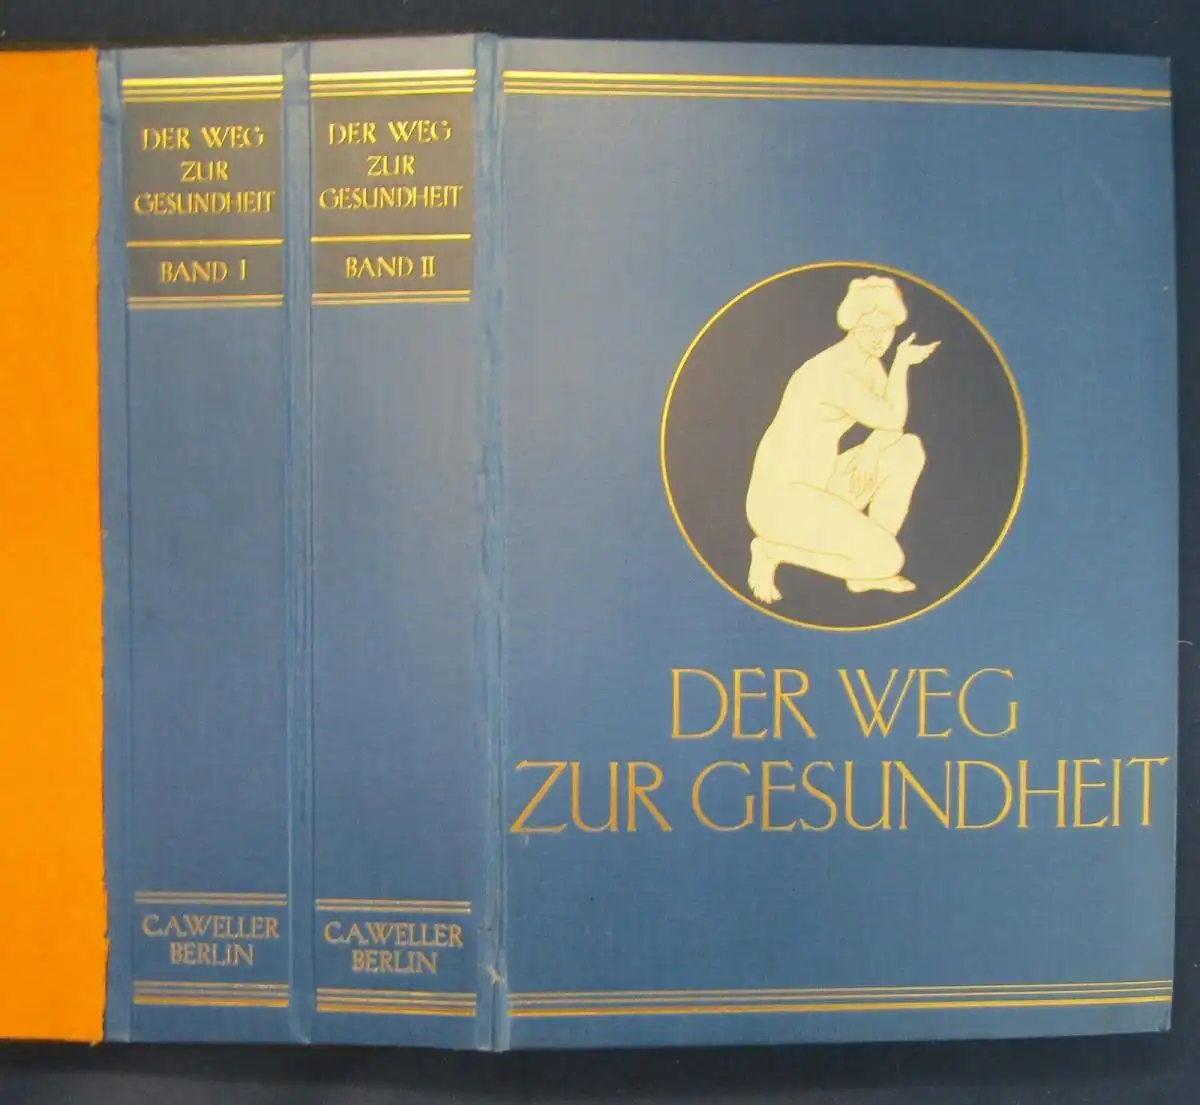 DER WEG
ZUR
GESUNDHEIT
BAND I
C.A.WELLER
BERLIN
DER WEG
ZUR
GESUNDHEIT
BAND II
C.A.WELLER
BERLIN
DER WEG
ZUR GESUNDHEIT